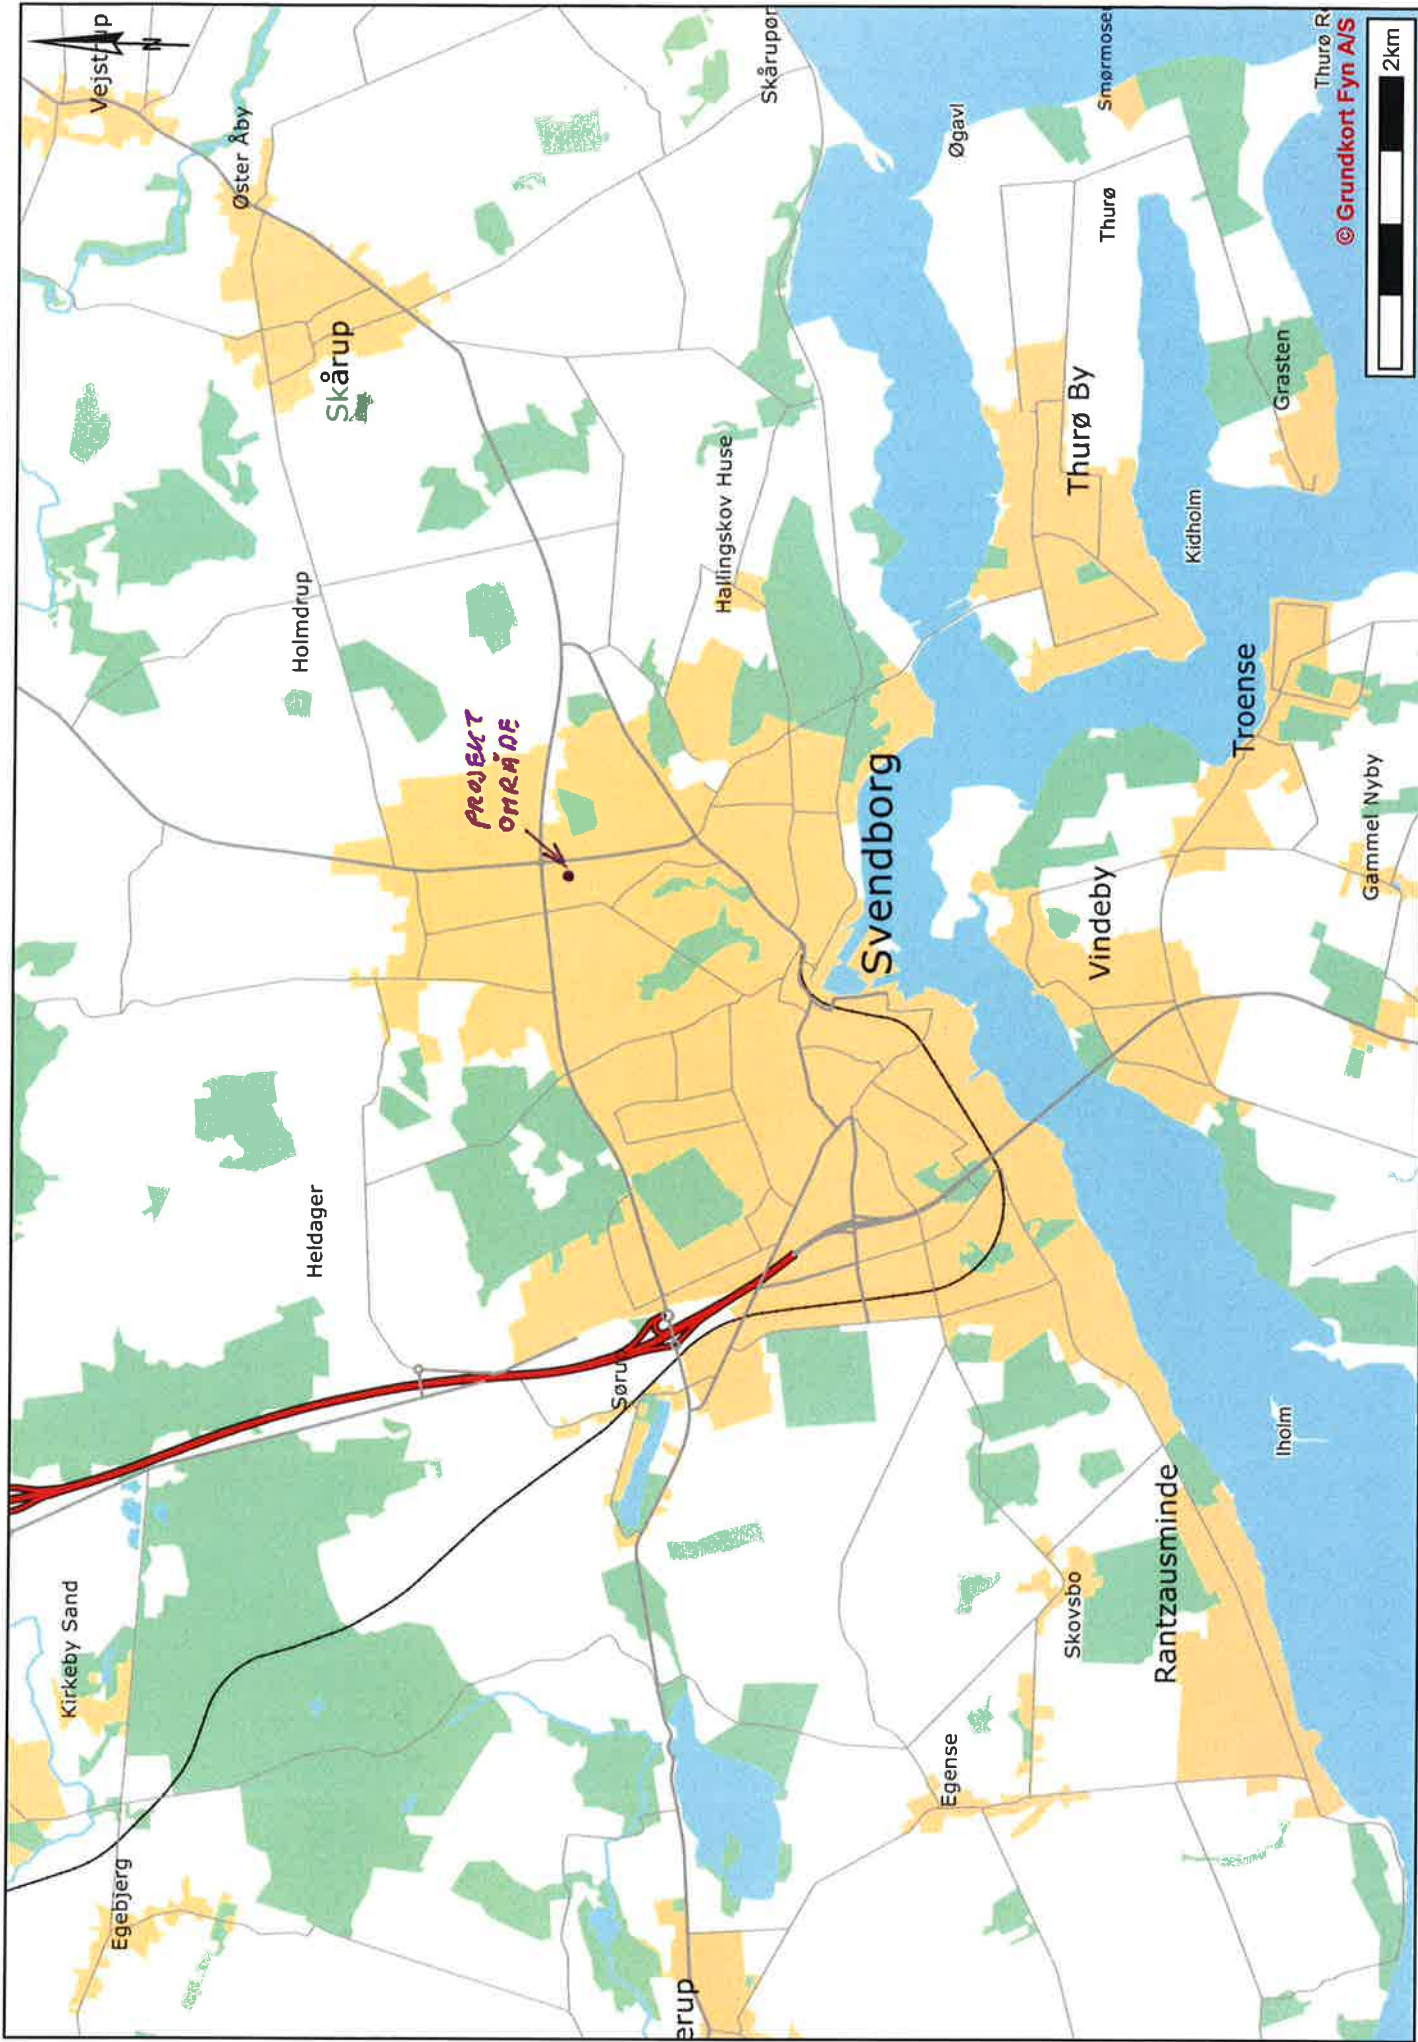 Vejstrup
N
Øster Åby
Skårupør
Smørmose
Thurø R
© Grundkort Fyn A/S
2km
Øgavl
Thurø
Skårup
Grasten
Thurø By
Hallingskov Huse
Kidholm
Holmdrup
Troense
PROJEKT
OMRÅDE
Svendborg
Gammel Nyby
Vindeby
Heldager
Søru
Iholm
Rantzausminde
Skovsbo
Kirkeby Sand
Egense
Egebjerg
erup